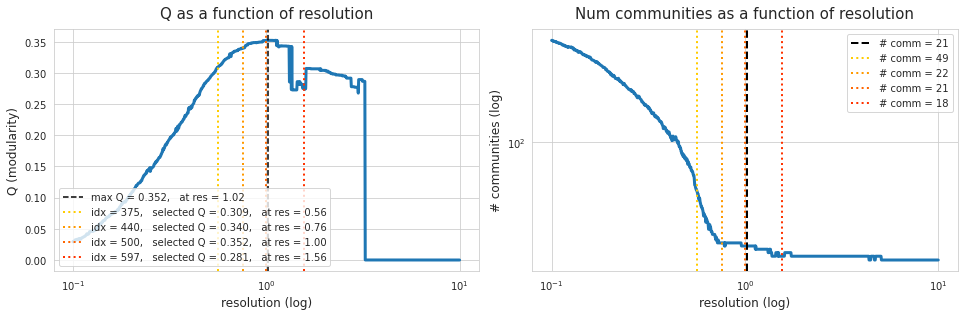 Q as a function of resolution
Q (modularity)
0.35
0.30
0.25
0.20
0.15
0.10
0.05
0.00
max Q = 0.352, at res = 1.02
idx = 375, selected Q = 0.309, at res = 0.56
idx = 440, selected Q = 0.340, at res = 0.76
idx = 500, selected Q = 0.352, at res = 1.00
idx = 597, selected Q = 0.281, at res = 1.56
10⁻¹ 10⁰ 10¹
resolution (log)
Num communities as a function of resolution
# communities (log)
10²
# comm = 21
# comm = 49
# comm = 22
# comm = 21
# comm = 18
10⁻¹ 10⁰ 10¹
resolution (log)